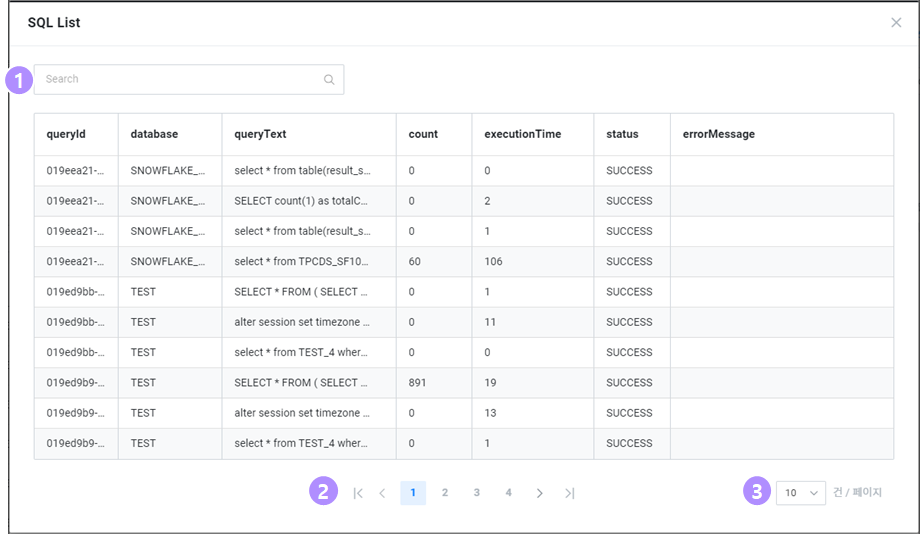 SQL List
1 Search
queryId database queryText count executionTime status errorMessage
019eea21-... SNOWFLAKE_... select * from table(result_s... 0 0 SUCCESS
019eea21-... SNOWFLAKE_... SELECT count(1) as totalC... 0 2 SUCCESS
019eea21-... SNOWFLAKE_... select * from table(result_s... 0 1 SUCCESS
019eea21-... SNOWFLAKE_... select * from TPCDS_SF10... 60 106 SUCCESS
019ed9bb-... TEST SELECT * FROM ( SELECT ... 0 1 SUCCESS
019ed9bb-... TEST alter session set timezone ... 0 11 SUCCESS
019ed9bb-... TEST select * from TEST_4 wher... 0 0 SUCCESS
019ed9b9-... TEST SELECT * FROM ( SELECT ... 891 19 SUCCESS
019ed9b9-... TEST alter session set timezone ... 0 13 SUCCESS
019ed9b9-... TEST select * from TEST_4 wher... 0 1 SUCCESS
2 1 2 3 4 3 10 건 / 페이지